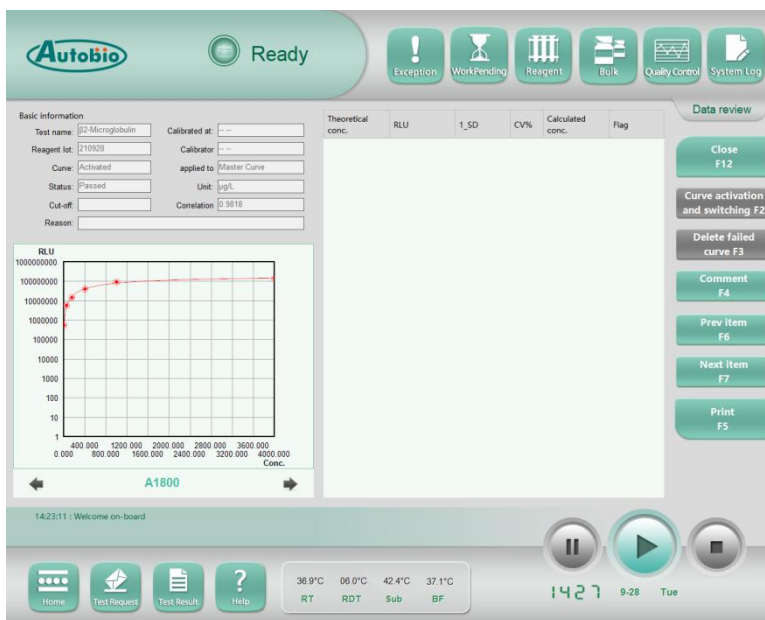 Autobio
Ready
Exception
WorkPending
Reagent
Bulk
Quality Control
System Log
Data review
Basic information
Test name: β2-Microglobulin Calibrated at: --
Reagent lot: 210928 Calibrator --
Curve: Activated applied to Master Curve
Status: Passed Unit: µg/L
Cut-off: Correlation 0.9818
Reason:
Theoretical conc. RLU 1_SD CV% Calculated conc. Flag
RLU
1000000000
100000000
10000000
1000000
100000
10000
1000
100
10
1
400.000 1200.000 2000.000 2800.000 3600.000
0.000 800.000 1600.000 2400.000 3200.000 4000.000
Conc.
A1800
Close
F12
Curve activation
and switching F2
Delete failed
curve F3
Comment
F4
Prev item
F6
Next item
F7
Print
F5
14:23:11 : Welcome on-board
Home
Test Request
Test Result
?
Help
36.9°C 06.0°C 42.4°C 37.1°C
RT RDT Sub BF
1427 9-28 Tue